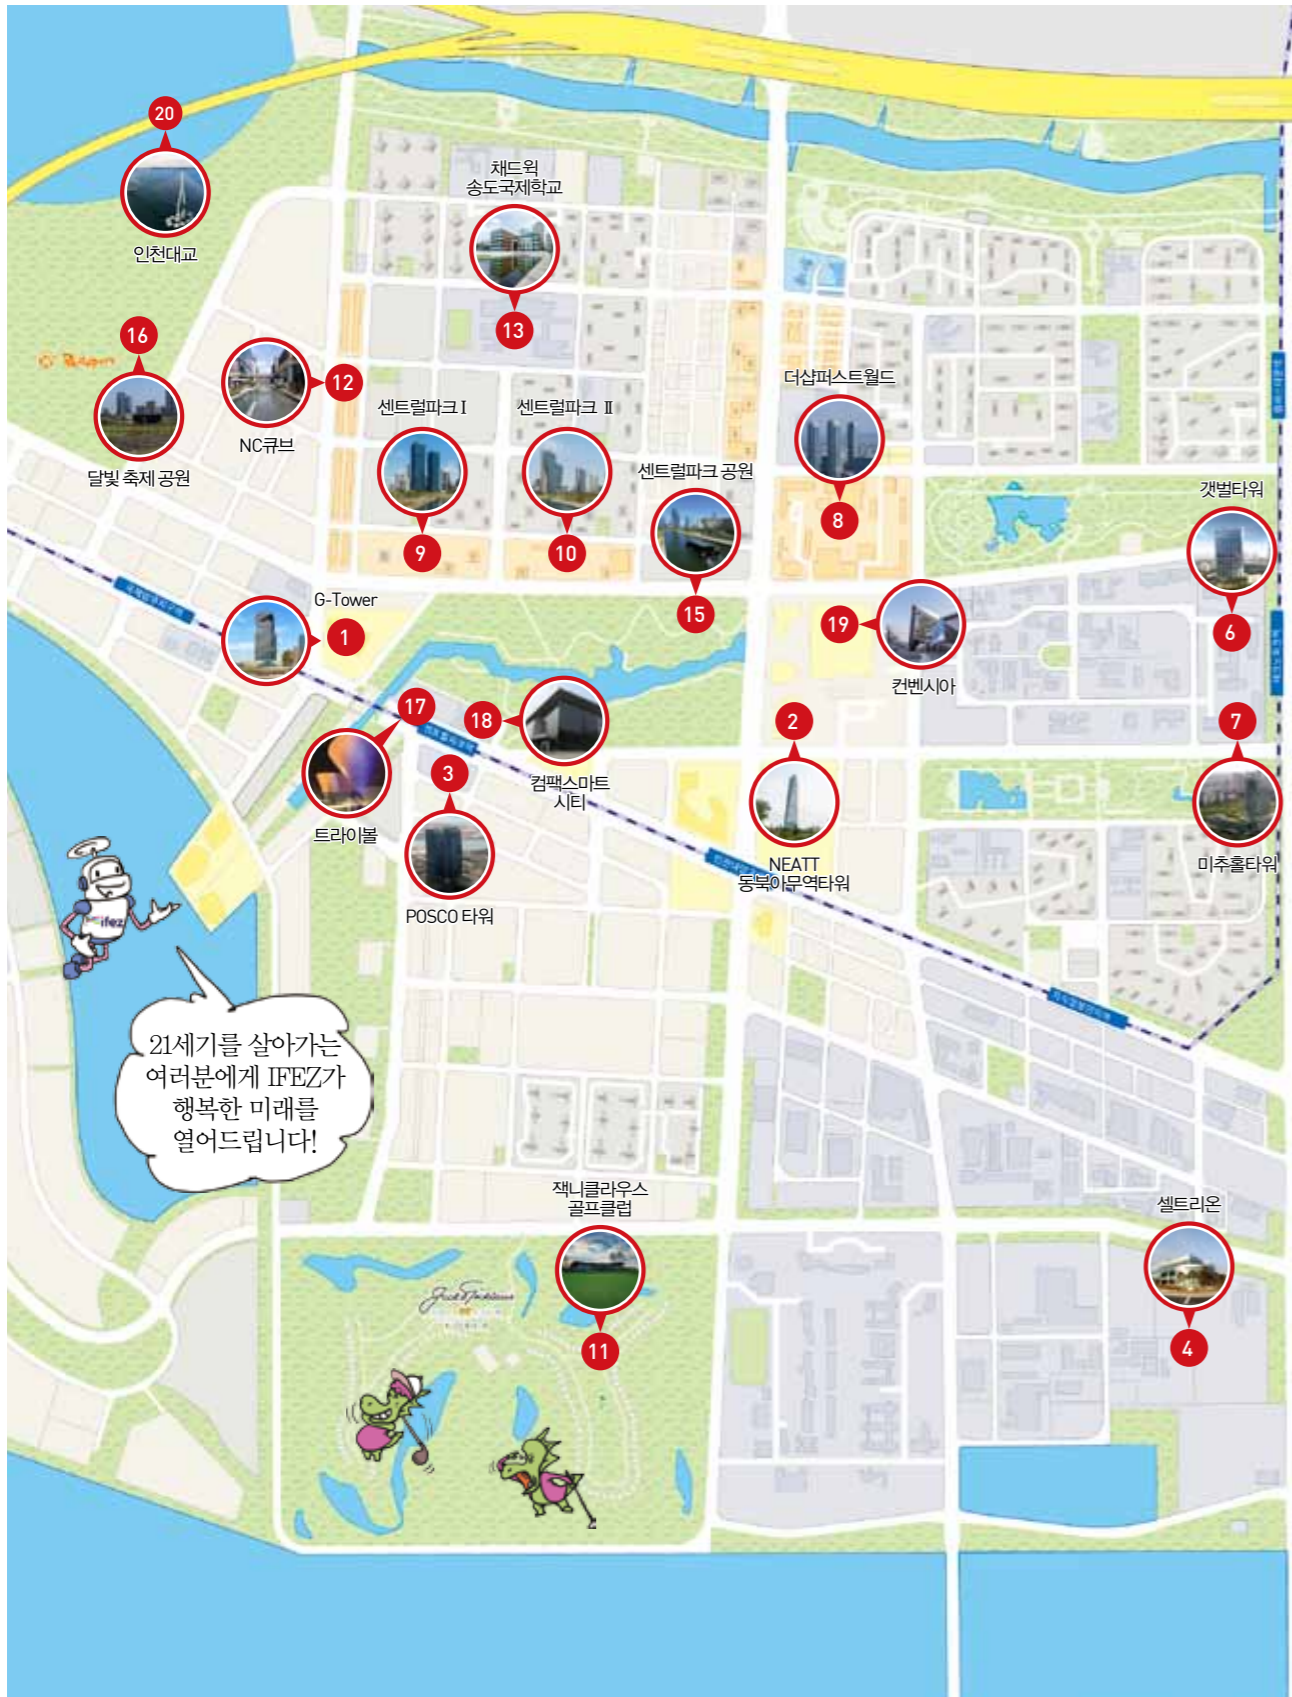 20
인천대교
채드윅
송도국제학교
13
16
달빛 축제 공원
12
NC큐브
센트럴파크 I
9
센트럴파크 Ⅱ
10
더샵퍼스트월드
8
센트럴파크 공원
15
갯벌타워
6
G-Tower
1
19
컨벤시아
17
트라이볼
18
컴팩스마트
시티
3
POSCO 타워
2
NEATT
동북아무역타워
7
미추홀타워
ifez
21세기를 살아가는
여러분에게 IFEZ가
행복한 미래를
열어드립니다!
잭니클라우스
골프클럽
11
셀트리온
4